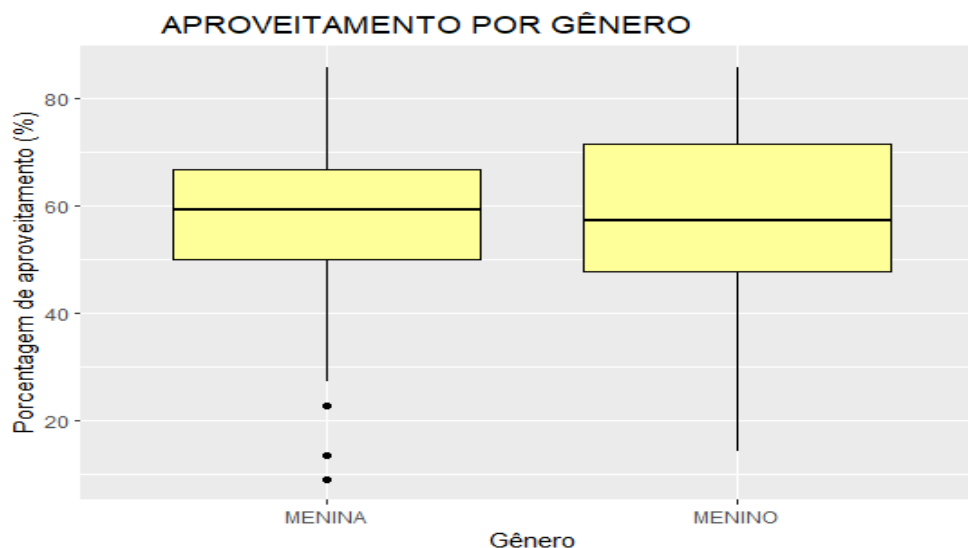 APROVEITAMENTO POR GÊNERO
Porcentagem de aproveitamento (%)
80
60
40
20
MENINA
MENINO
Gênero